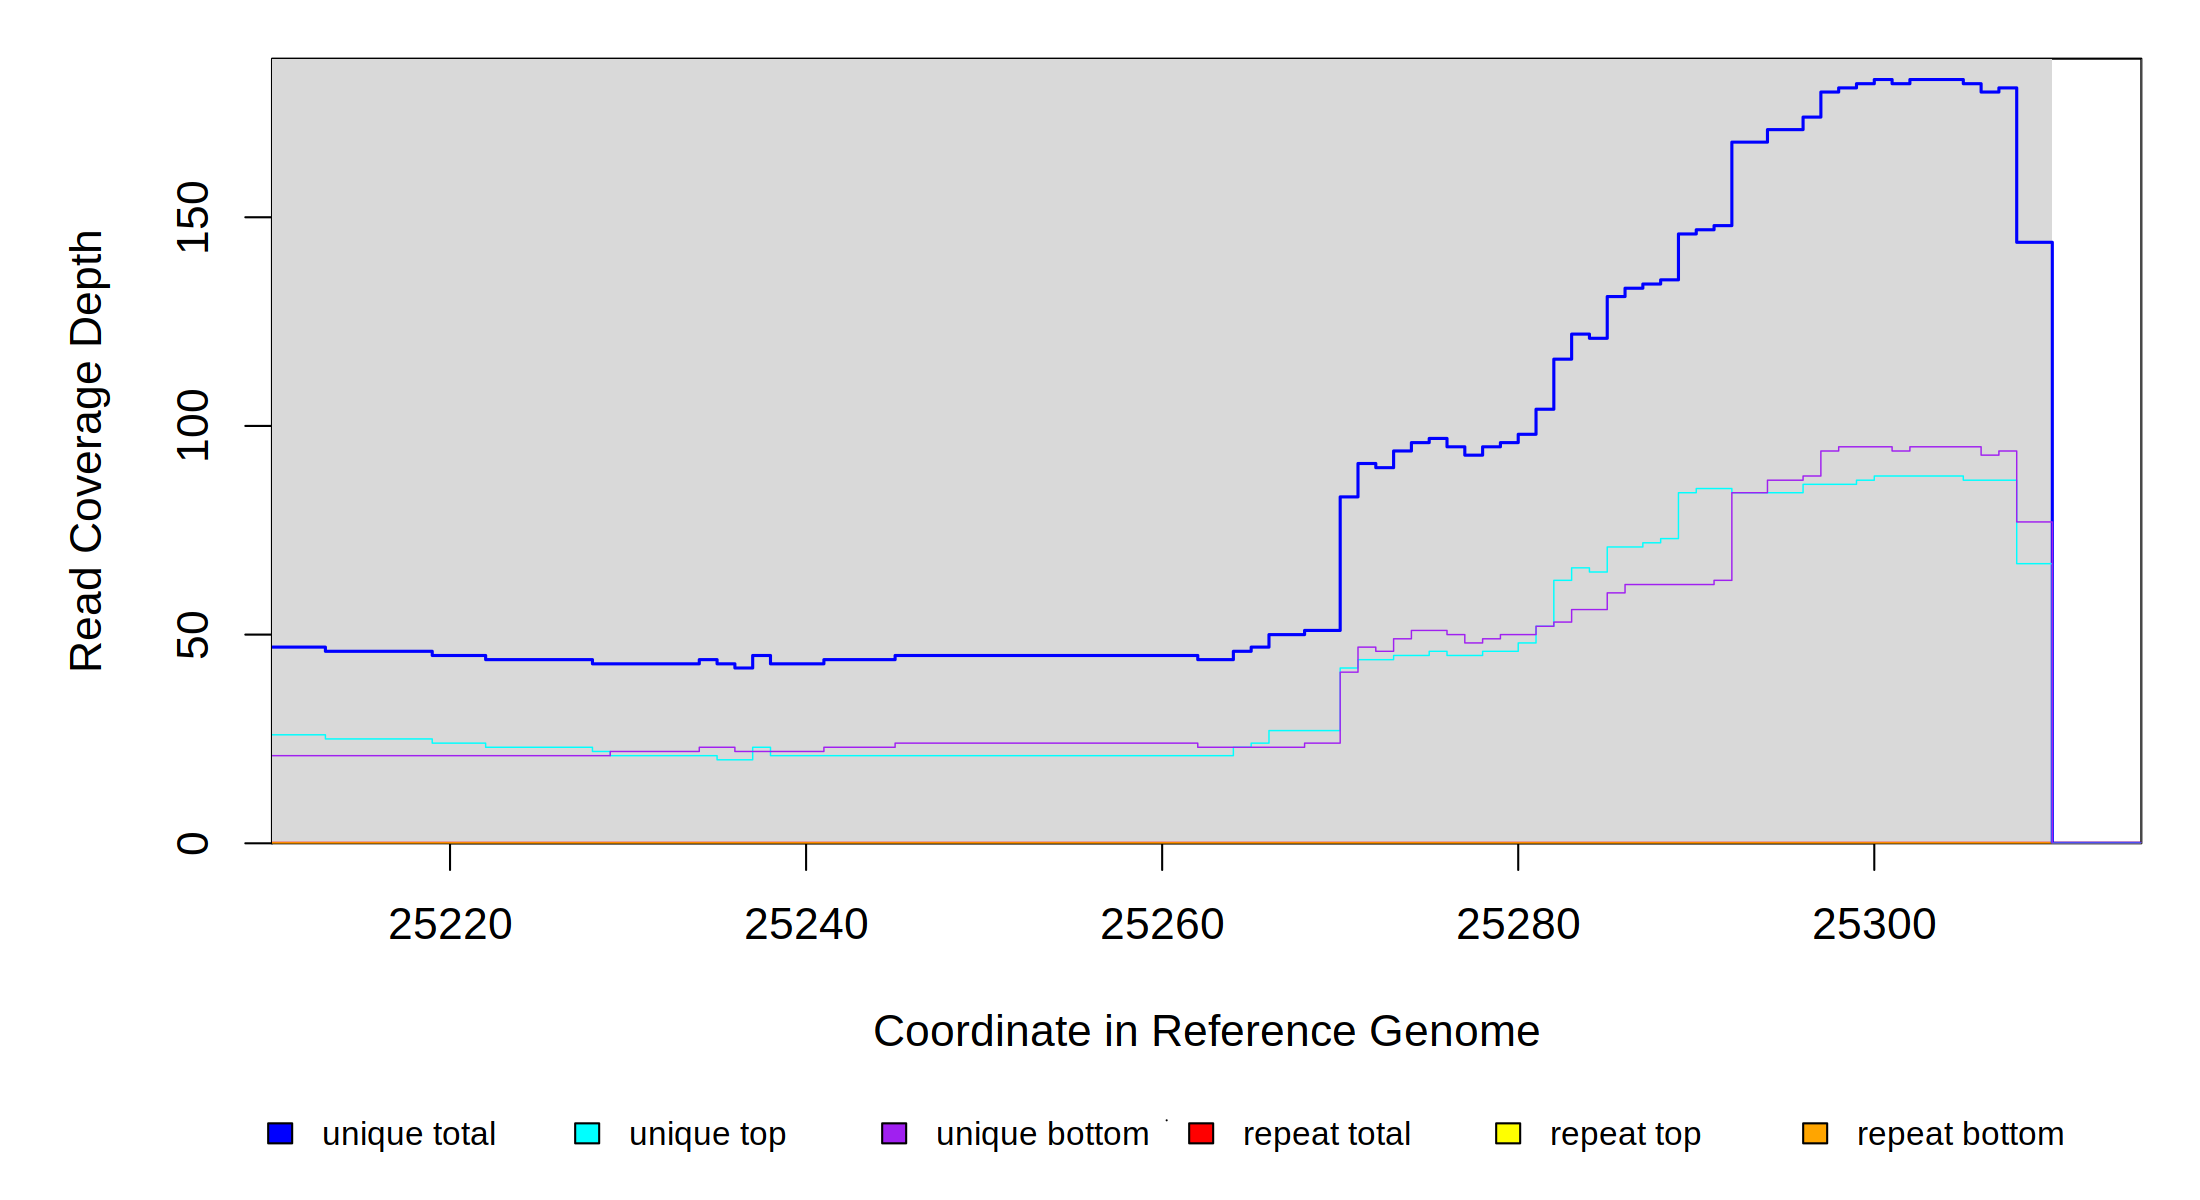 Read Coverage Depth
150
100
50
0
25220 25240 25260 25280 25300
Coordinate in Reference Genome
unique total unique top unique bottom repeat total repeat top repeat bottom